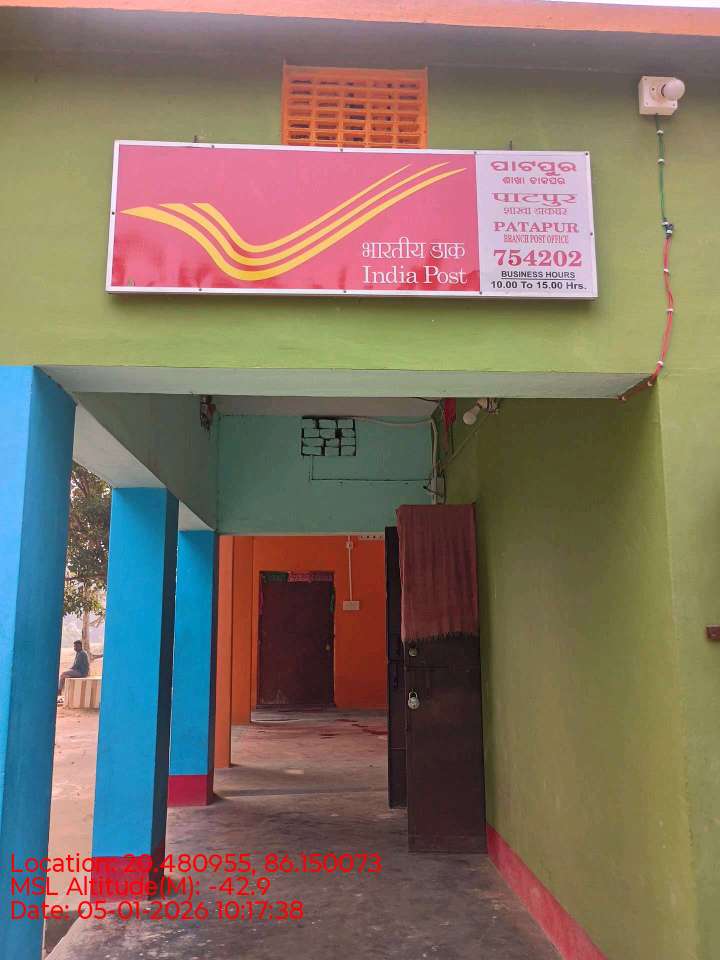 भारतीय डाक
India Post
ପାଟପୁର
ଶାଖା ଡାକଘର
पाटपुर
शाखा डाकघर
PATAPUR
BRANCH POST OFFICE
754202
BUSINESS HOURS
10.00 To 15.00 Hrs.
Location: 20.480955, 86.150073
MSL Altitude(M): -42.9
Date: 05-01-2026 10:17:38